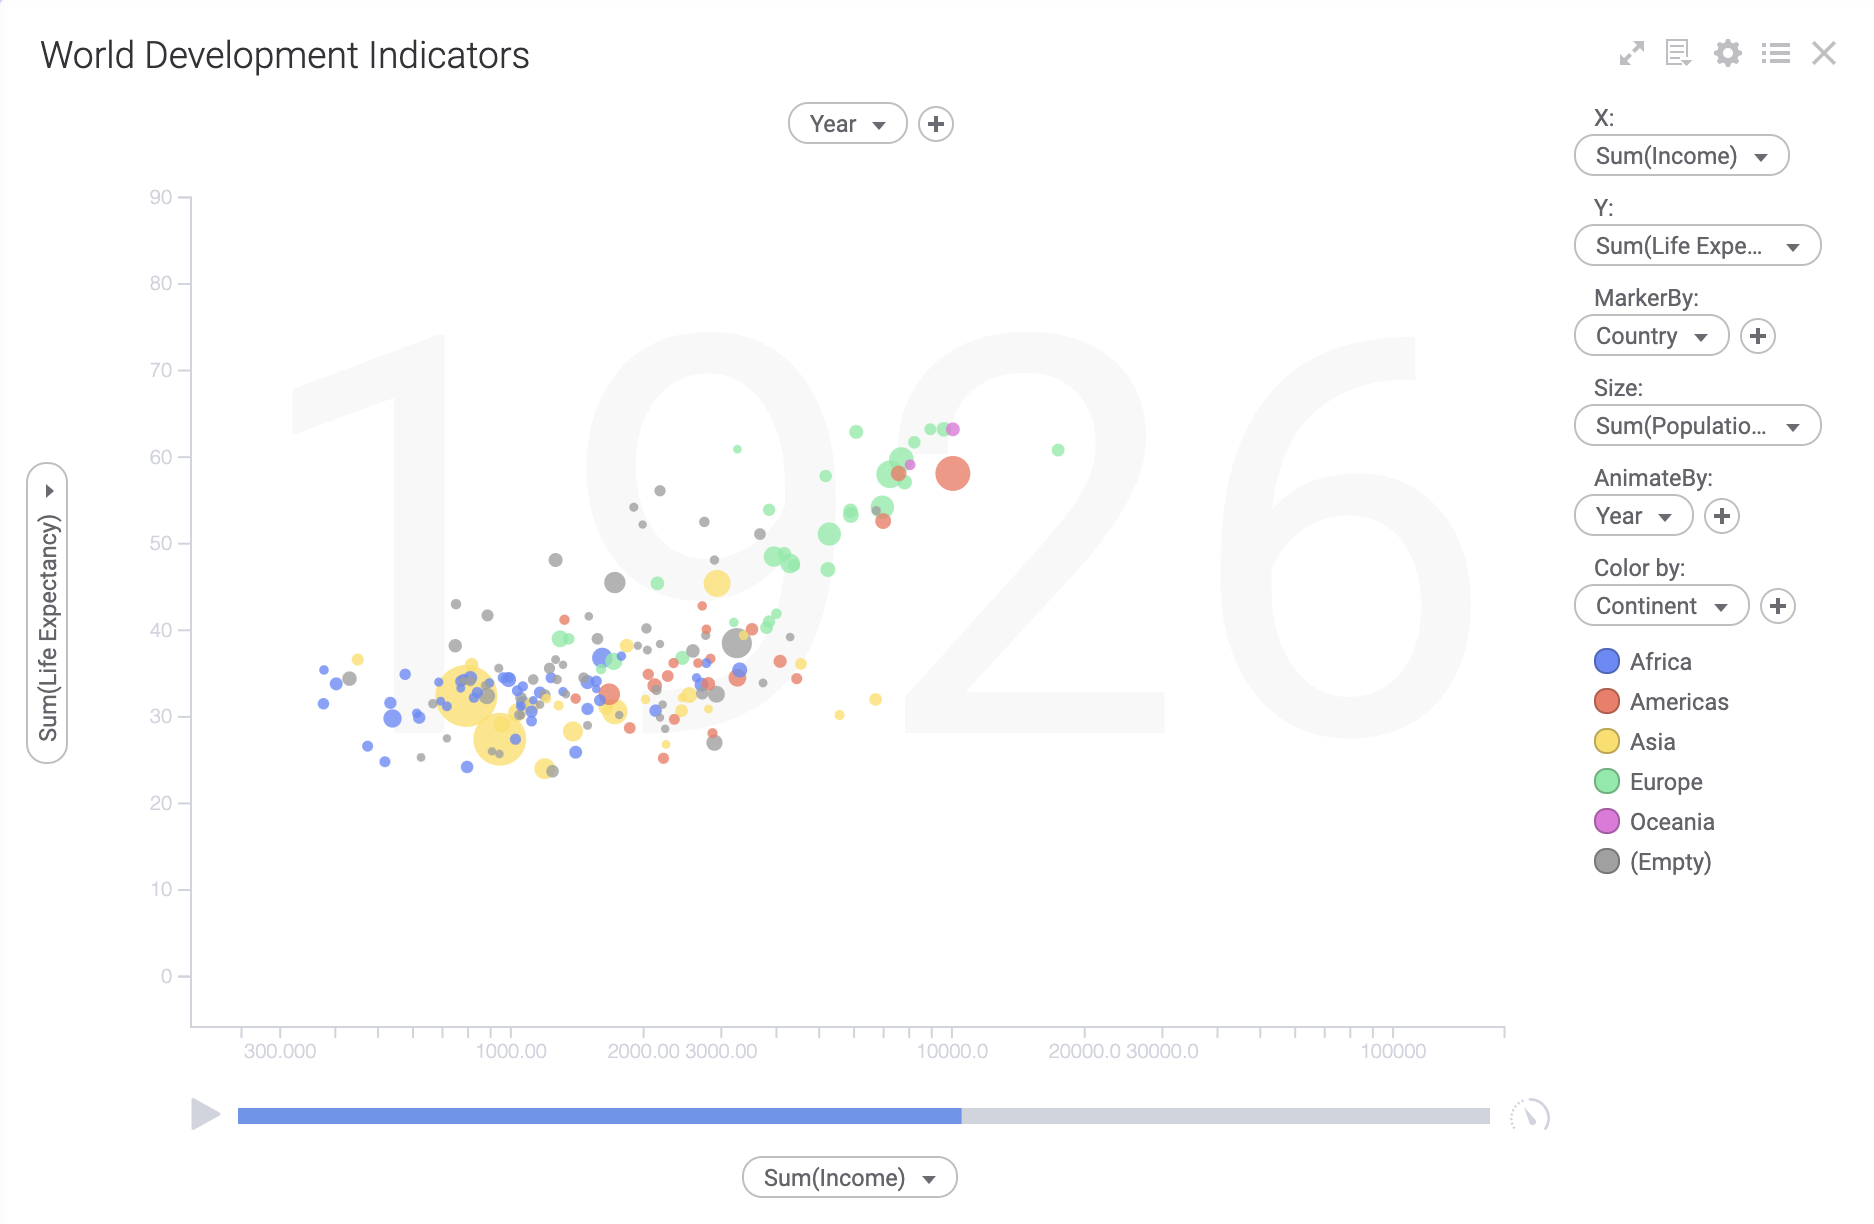 World Development Indicators
Year
X:
Sum(Income)
Y:
Sum(Life Expe...
MarkerBy:
Country
Size:
Sum(Populatio...
AnimateBy:
Year
Color by:
Continent
Africa
Americas
Asia
Europe
Oceania
(Empty)
1926
Sum(Life Expectancy)
90
80
70
60
50
40
30
20
10
0
300.000 1000.00 2000.00 3000.00 10000.0 20000.0 30000.0 100000
Sum(Income)